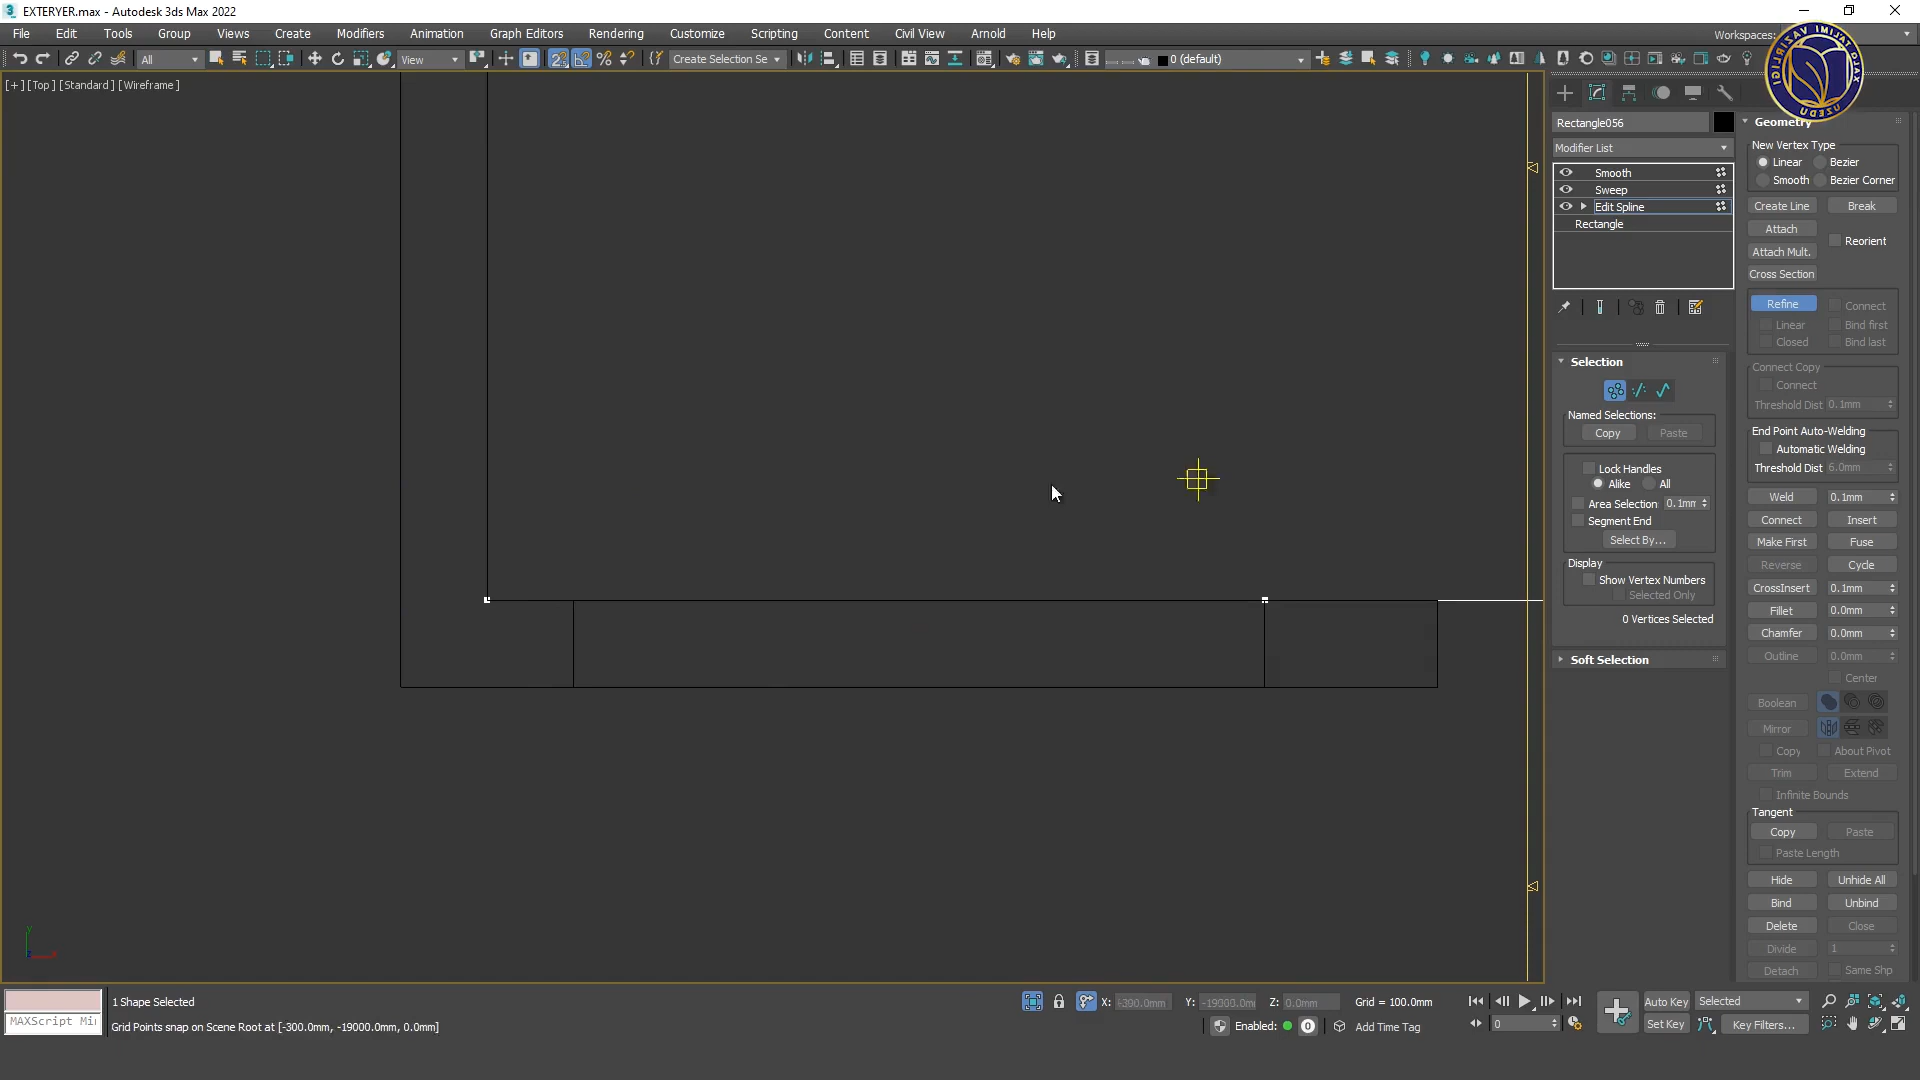 EXTERYER.max - Autodesk 3ds Max 2022
File Edit Tools Group Views Create Modifiers Animation Graph Editors Rendering Customize Scripting Content Civil View Arnold Help
Workspaces:
All
View
Create Selection Se
0 (default)
XALQ TA'LIMI VAZIRLIGI
UZEDU
[+] [Top] [Standard] [Wireframe]
Rectangle056
Modifier List
Smooth
Sweep
Edit Spline
Rectangle
Selection
Named Selections:
Copy Paste
Lock Handles
Alike All
Area Selection 0.1mm
Segment End
Select By...
Display
Show Vertex Numbers
Selected Only
0 Vertices Selected
Soft Selection
Geometry
New Vertex Type
Linear Bezier
Smooth Bezier Corner
Create Line Break
Attach
Reorient
Attach Mult.
Cross Section
Refine Connect
Linear Bind first
Closed Bind last
Connect Copy
Connect
Threshold Dist 0.1mm
End Point Auto-Welding
Automatic Welding
Threshold Dist 6.0mm
Weld 0.1mm
Connect Insert
Make First Fuse
Reverse Cycle
CrossInsert 0.1mm
Fillet 0.0mm
Chamfer 0.0mm
Outline 0.0mm
Center
Boolean
Mirror
Copy About Pivot
Trim Extend
Infinite Bounds
Tangent
Copy Paste
Paste Length
Hide Unhide All
Bind Unbind
Delete Close
Divide 1
Detach Same Shp
MAXScript Mi
1 Shape Selected
Grid Points snap on Scene Root at [-300.0mm, -19000.0mm, 0.0mm]
X: -300.0mm Y: -19000.0mm Z: 0.0mm Grid = 100.0mm
Enabled: 0 Add Time Tag
0
Auto Key Selected
Set Key Key Filters...